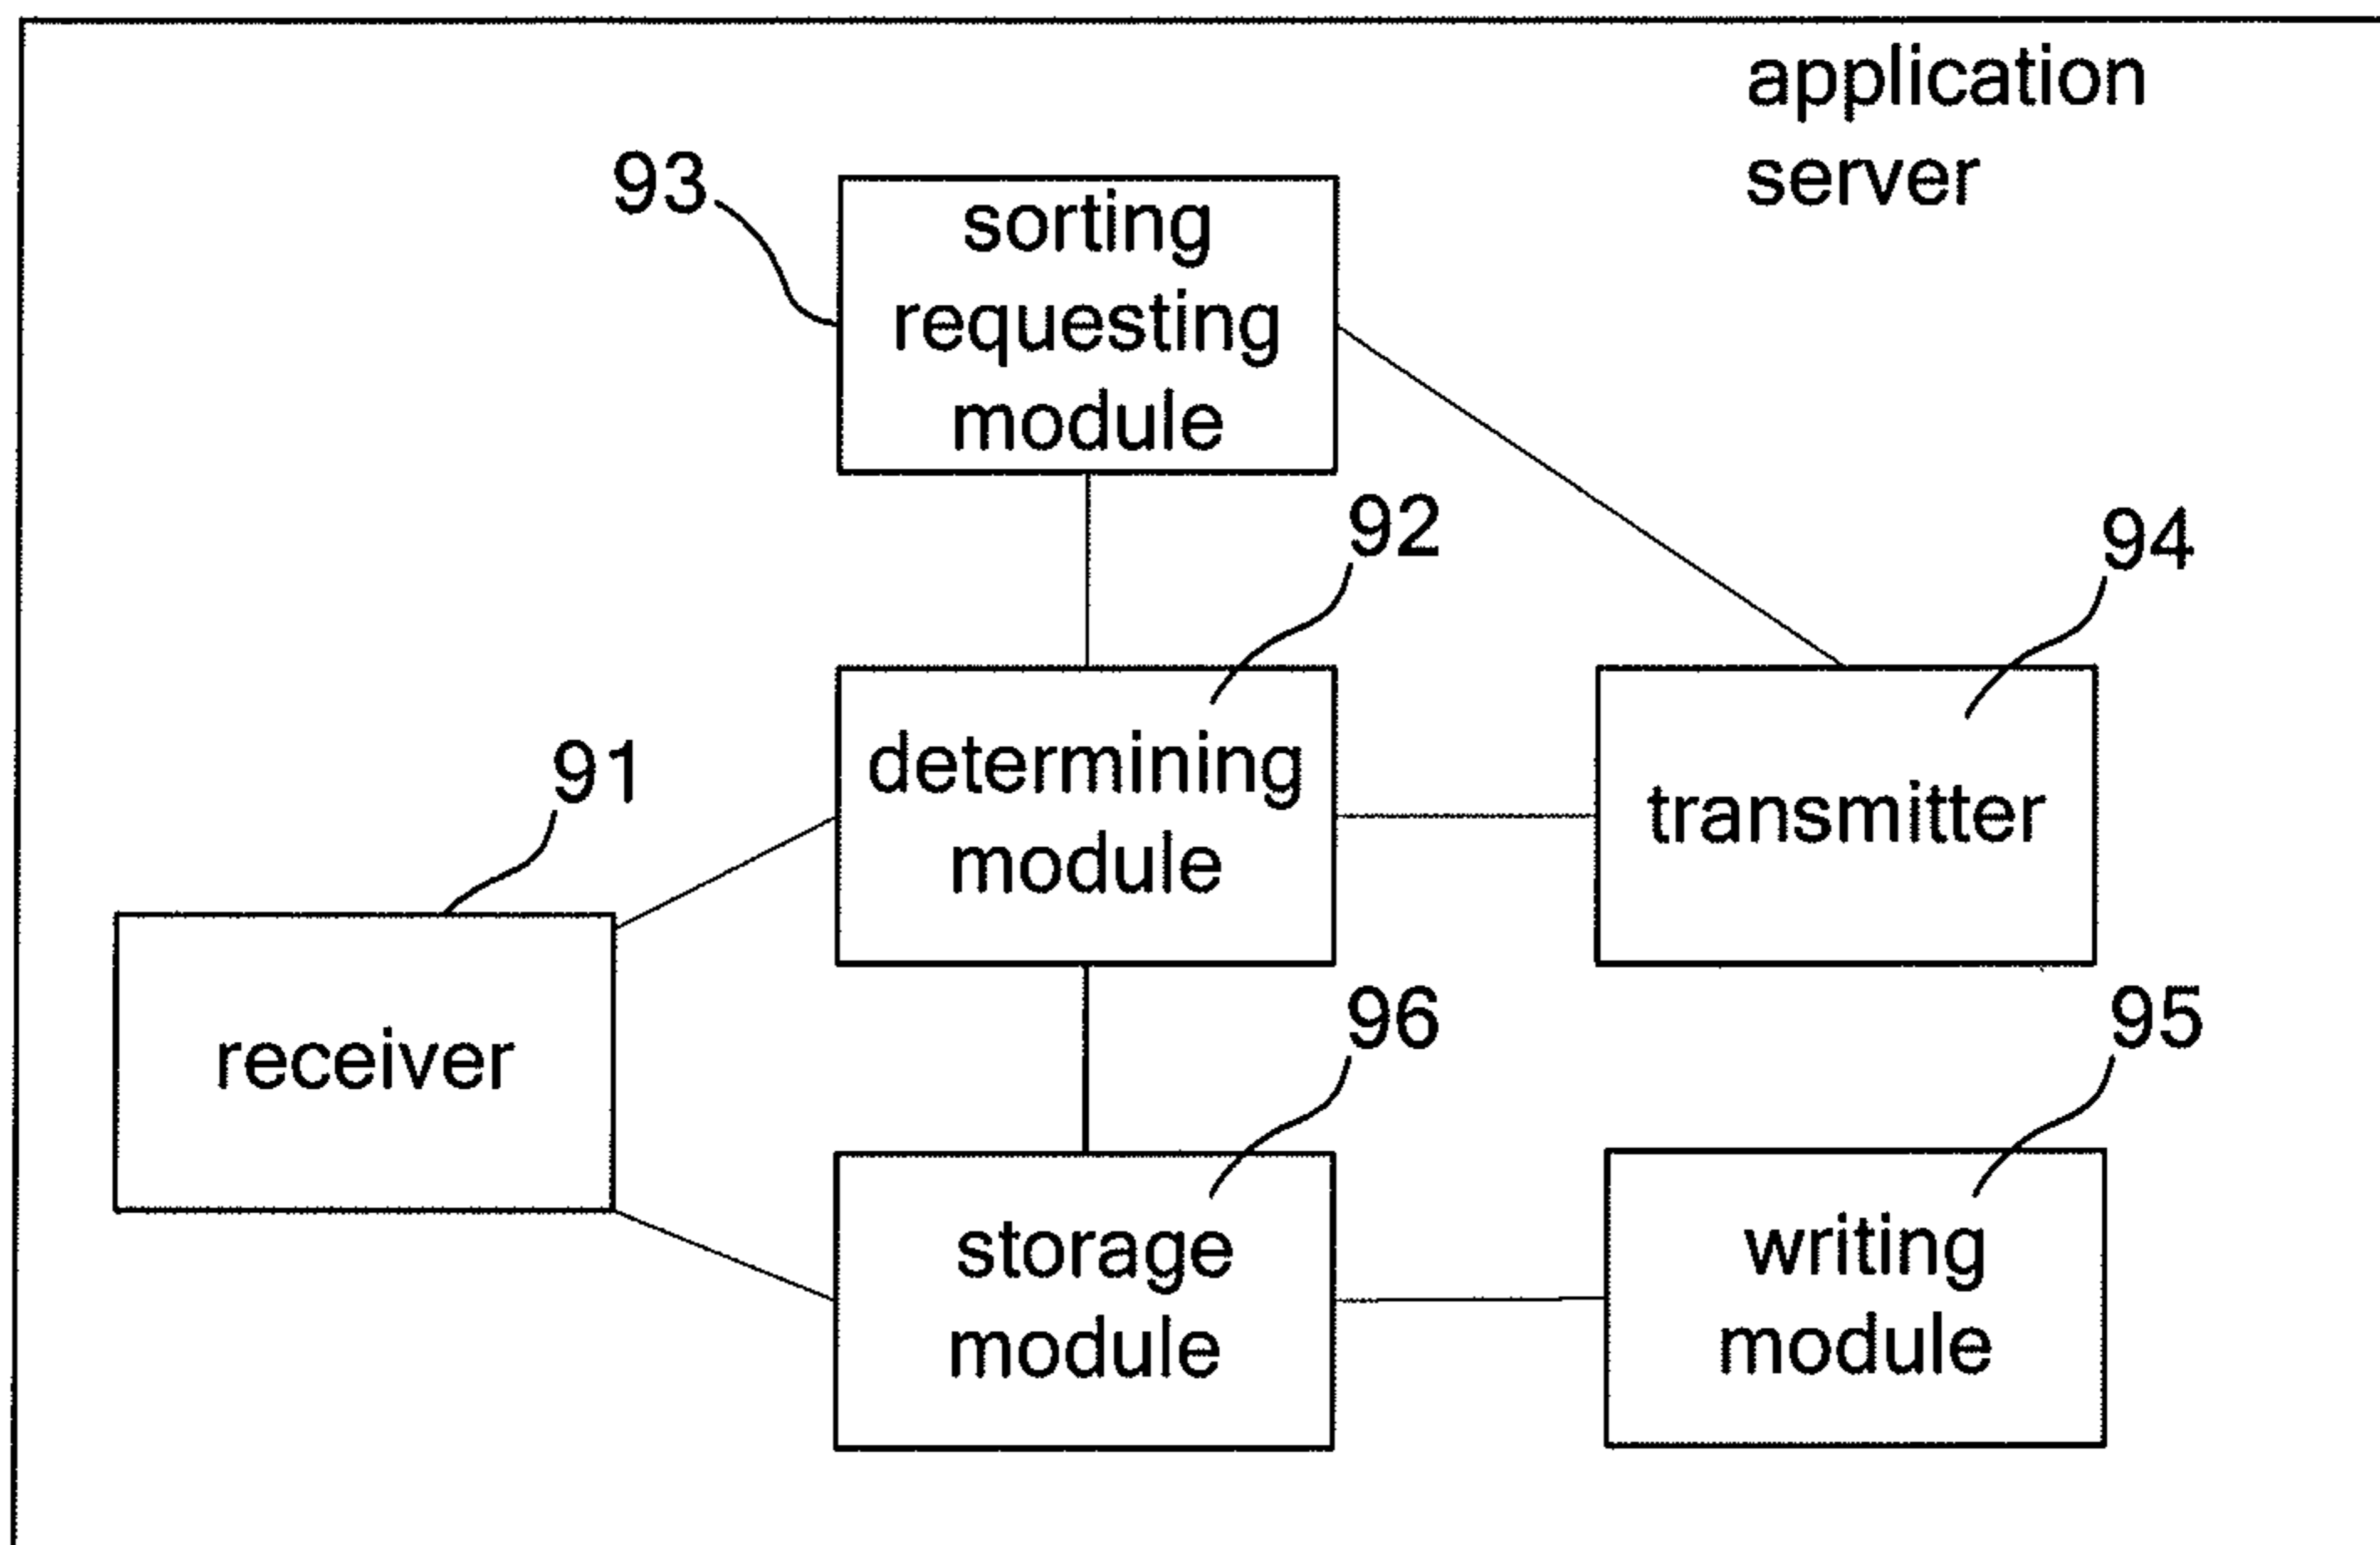 application
server
93
sorting
requesting
module
92
94
determining
module
transmitter
91
receiver
96
95
storage
module
writing
module